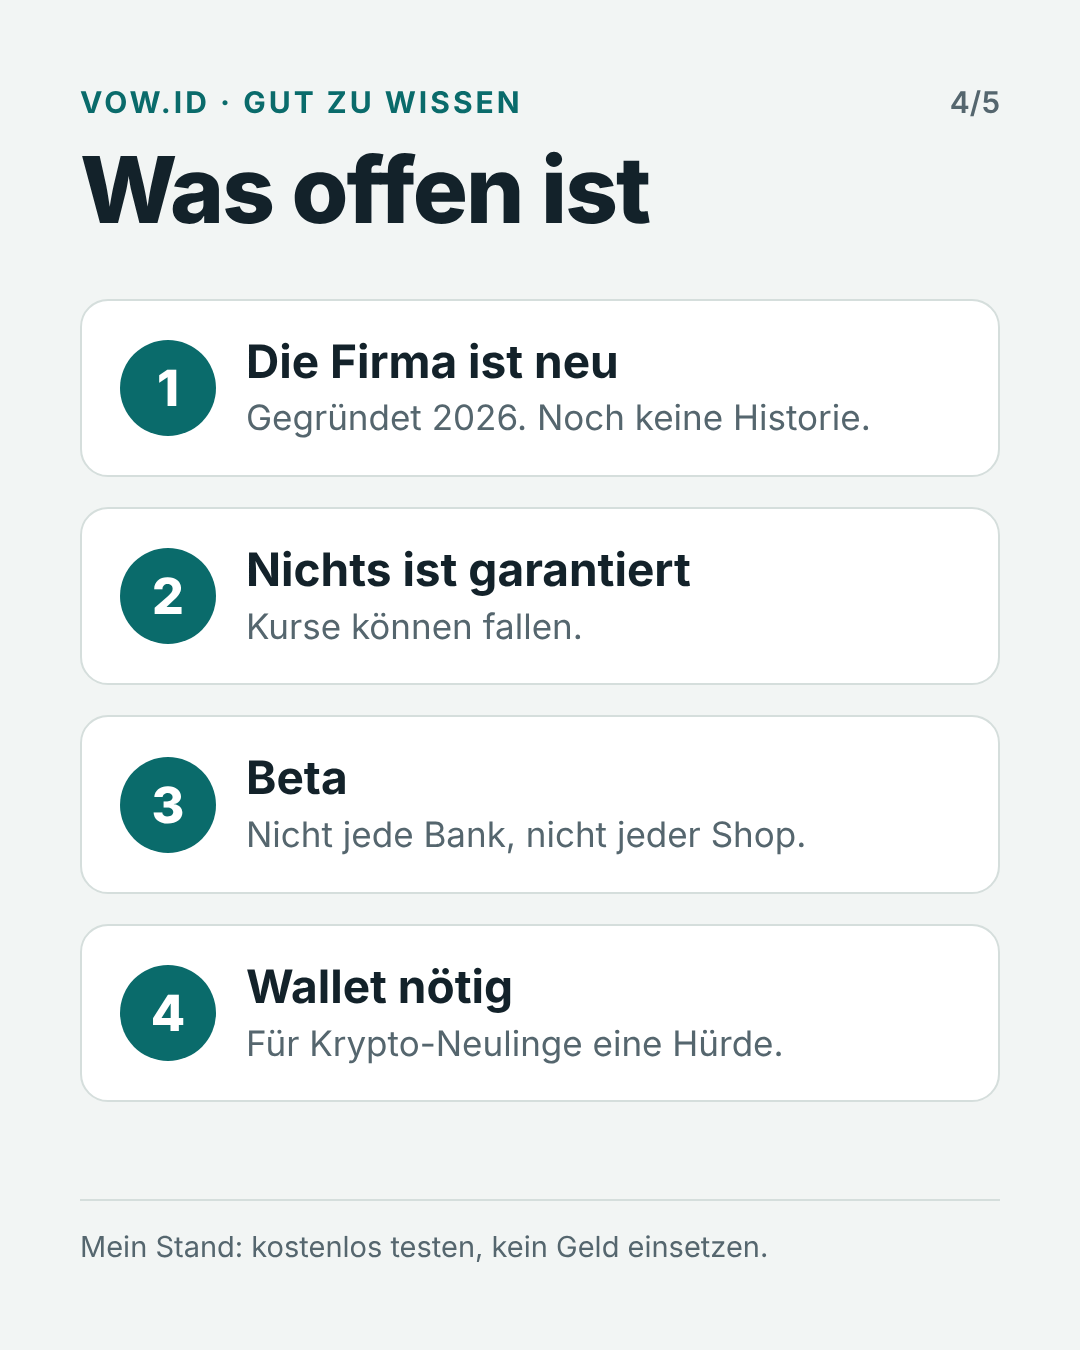 VOW.ID · GUT ZU WISSEN
4/5
Was offen ist
1
Die Firma ist neu
Gegründet 2026. Noch keine Historie.
2
Nichts ist garantiert
Kurse können fallen.
3
Beta
Nicht jede Bank, nicht jeder Shop.
4
Wallet nötig
Für Krypto-Neulinge eine Hürde.
Mein Stand: kostenlos testen, kein Geld einsetzen.